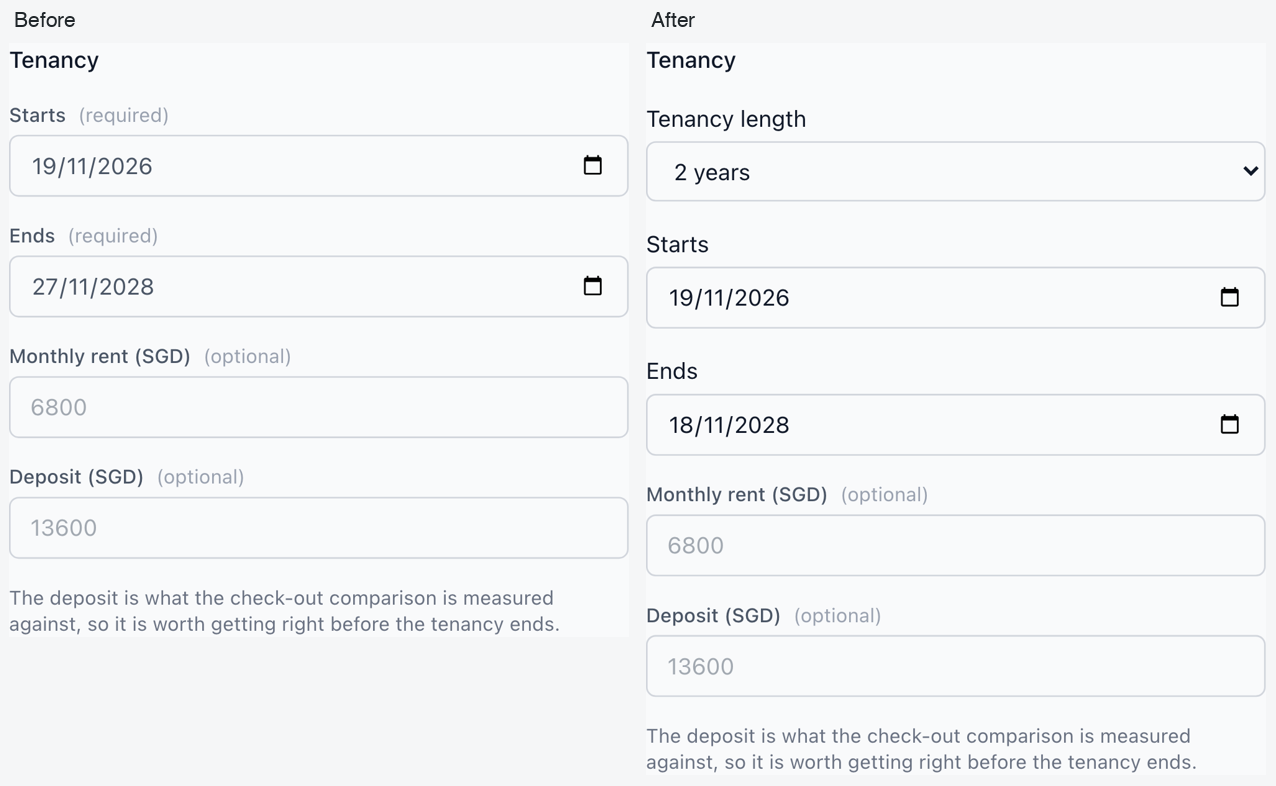 Before
Tenancy
Starts (required)
19/11/2026
Ends (required)
27/11/2028
Monthly rent (SGD) (optional)
6800
Deposit (SGD) (optional)
13600
The deposit is what the check-out comparison is measured
against, so it is worth getting right before the tenancy ends.
After
Tenancy
Tenancy length
2 years
Starts
19/11/2026
Ends
18/11/2028
Monthly rent (SGD) (optional)
6800
Deposit (SGD) (optional)
13600
The deposit is what the check-out comparison is measured
against, so it is worth getting right before the tenancy ends.